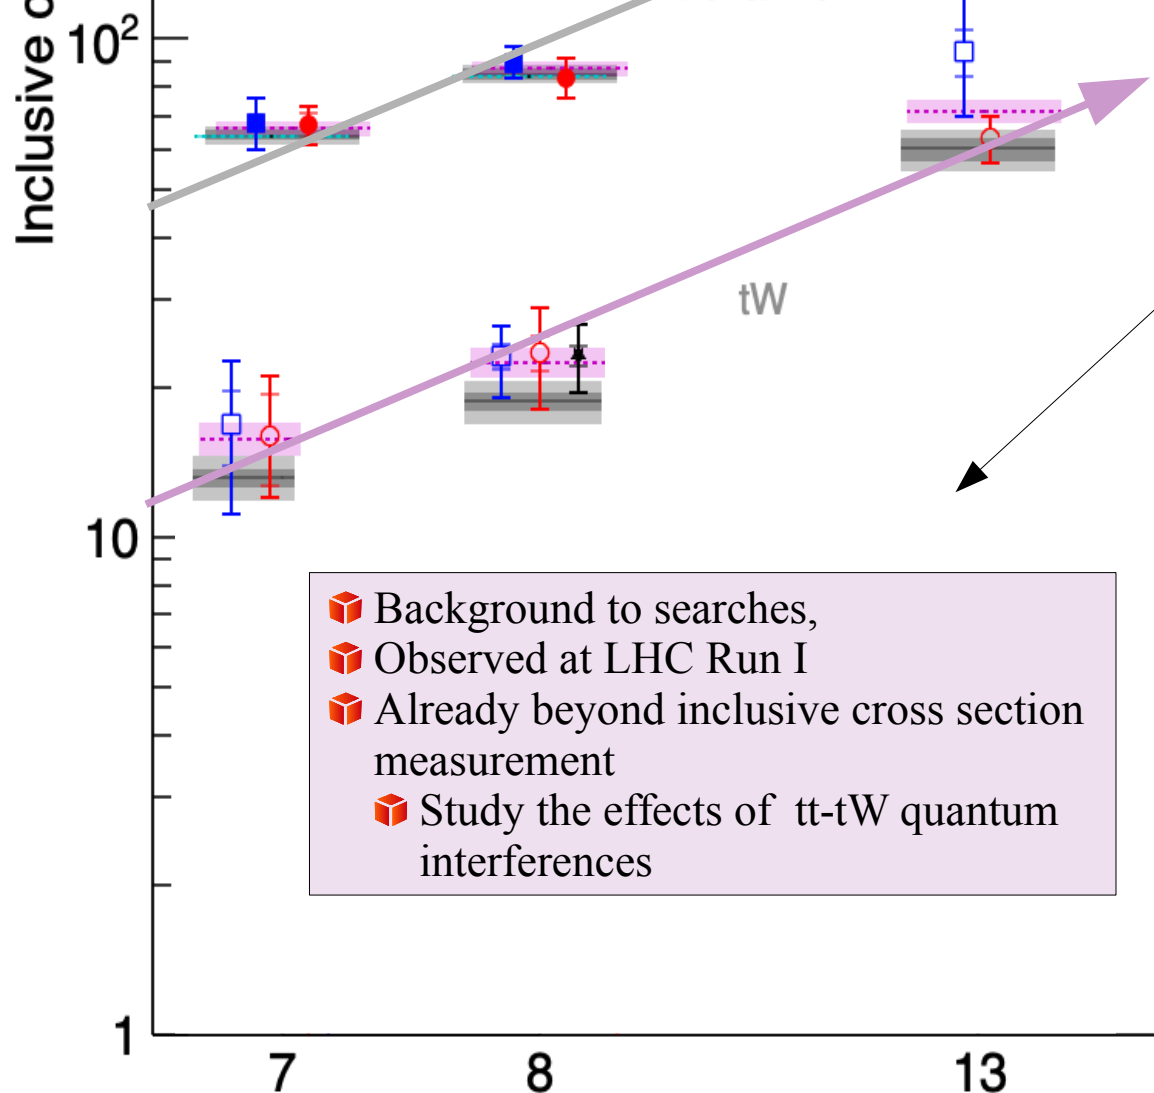 Inclusive
10²
tW
10
Background to searches,
Observed at LHC Run I
Already beyond inclusive cross section
measurement
Study the effects of tt-tW quantum
interferences
1
7 8 13